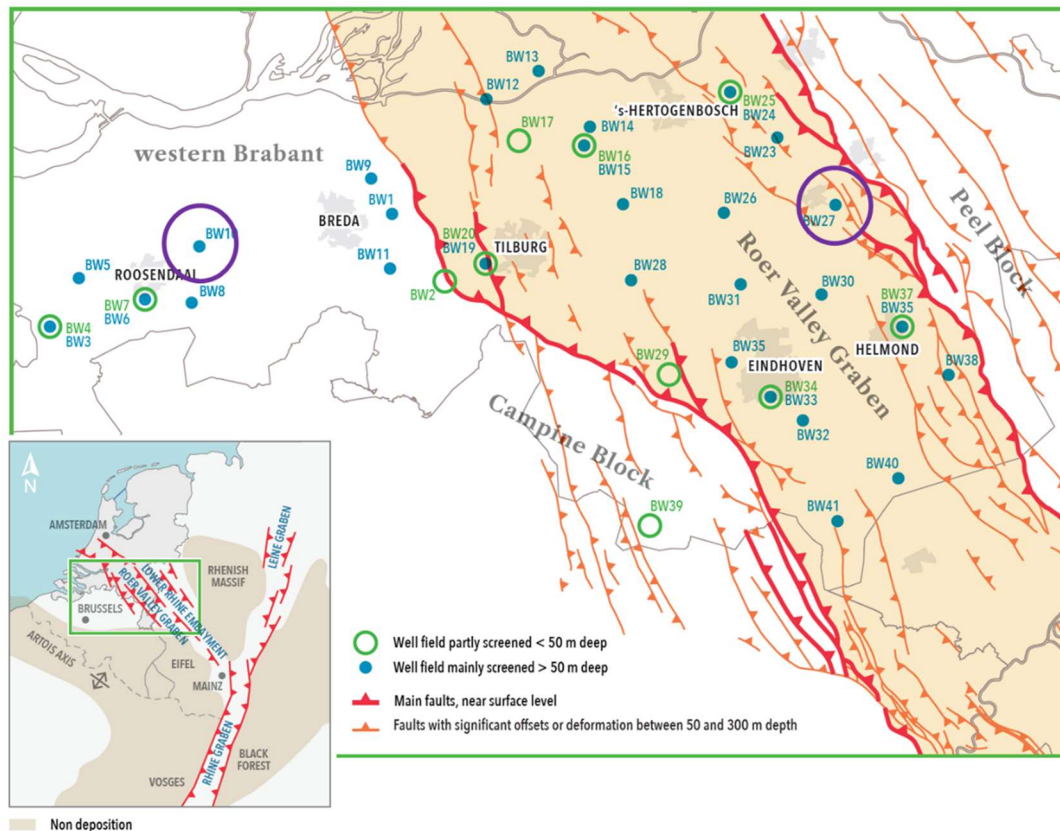 BW13
BW12
's-HERTOGENBOSCH
BW25
BW24
BW17
BW14
BW16
BW15
BW23
western Brabant
BW9
BW1
BREDA
BW18
BW26
BW27
Peel Block
BW10
BW20
BW19
TILBURG
BW5
ROOSENDAAL
BW11
BW2
BW28
BW31
BW30
Roer Valley Graben
BW7
BW6
BW8
BW4
BW3
BW37
BW35
HELMOND
BW29
BW35
EINDHOVEN
BW38
BW34
BW33
Campine Block
BW32
BW40
BW39
BW41
N
AMSTERDAM
LEINE GRABEN
RHENISH
MASSIF
LOWER RHINE EMBAYMENT
ROER VALLEY GRABEN
BRUSSELS
ARTOIS AXIS
EIFEL
MAINZ
RHINE GRABEN
BLACK
FOREST
VOSGES
Well field partly screened < 50 m deep
Well field mainly screened > 50 m deep
Main faults, near surface level
Faults with significant offsets or deformation between 50 and 300 m depth
Non deposition